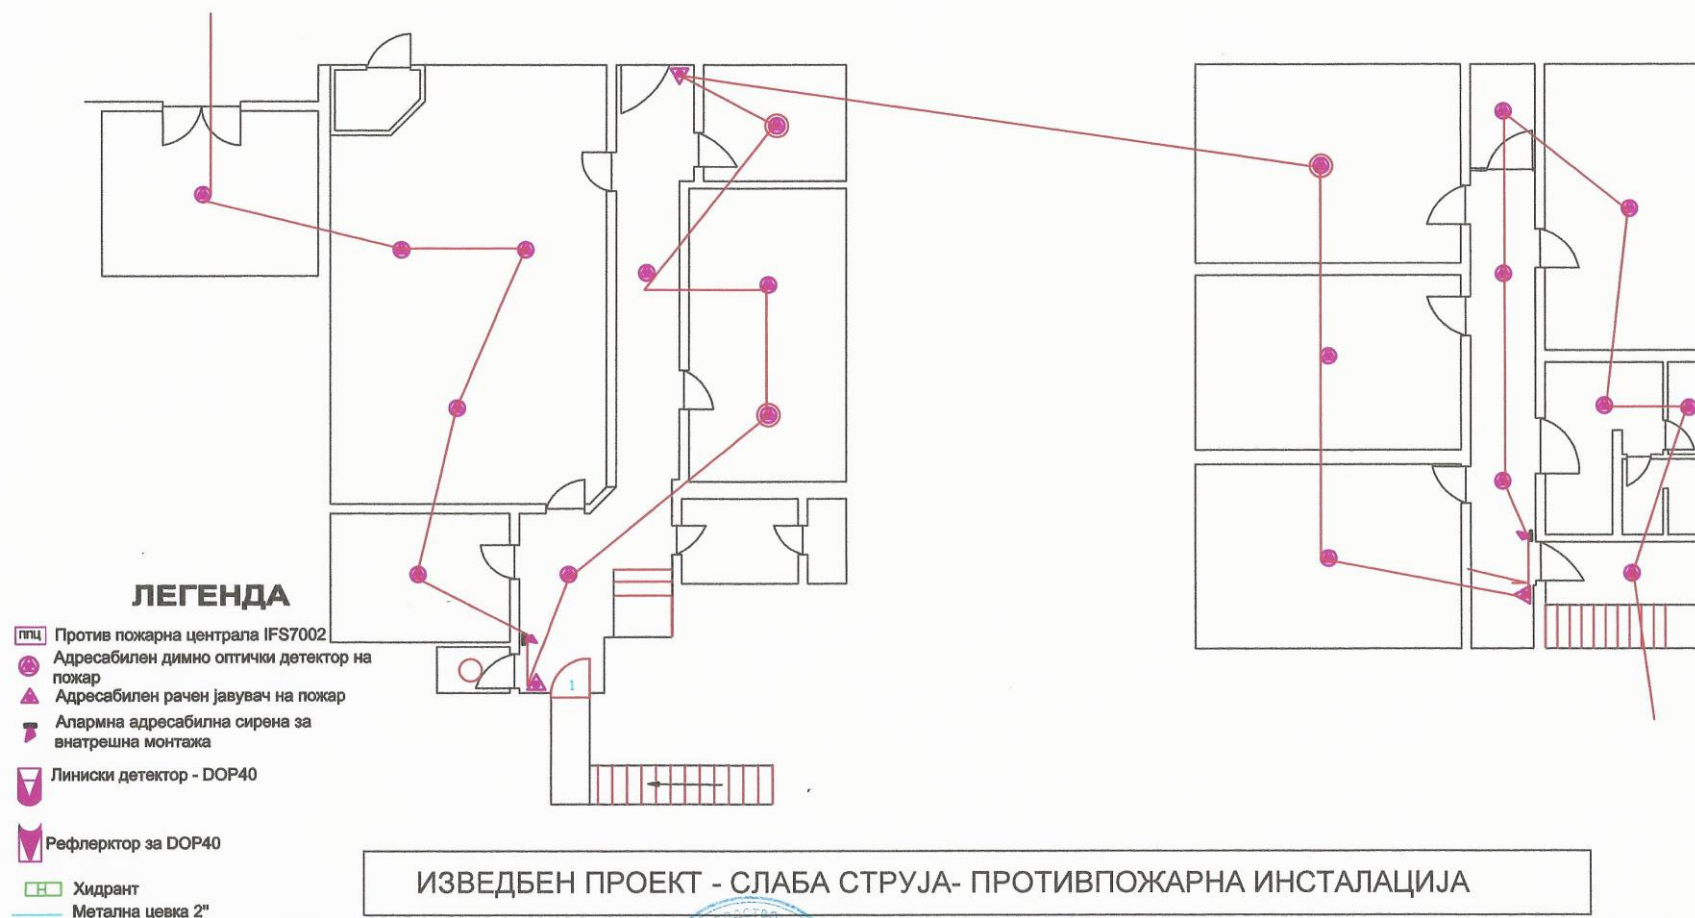 ЛЕГЕНДА
ППЦ Против пожарна централа IFS7002
Адресабилен димно оптички детектор на
пожар
Адресабилен рачен јавувач на пожар
Алармна адресабилна сирена за
внатрешна монтажа
Линиски детектор - DOP40
Рефлерктор за DOP40
H Хидрант
Метална цевка 2"
1
ИЗВЕДБЕН ПРОЕКТ - СЛАБА СТРУЈА- ПРОТИВПОЖАРНА ИНСТАЛАЦИЈА